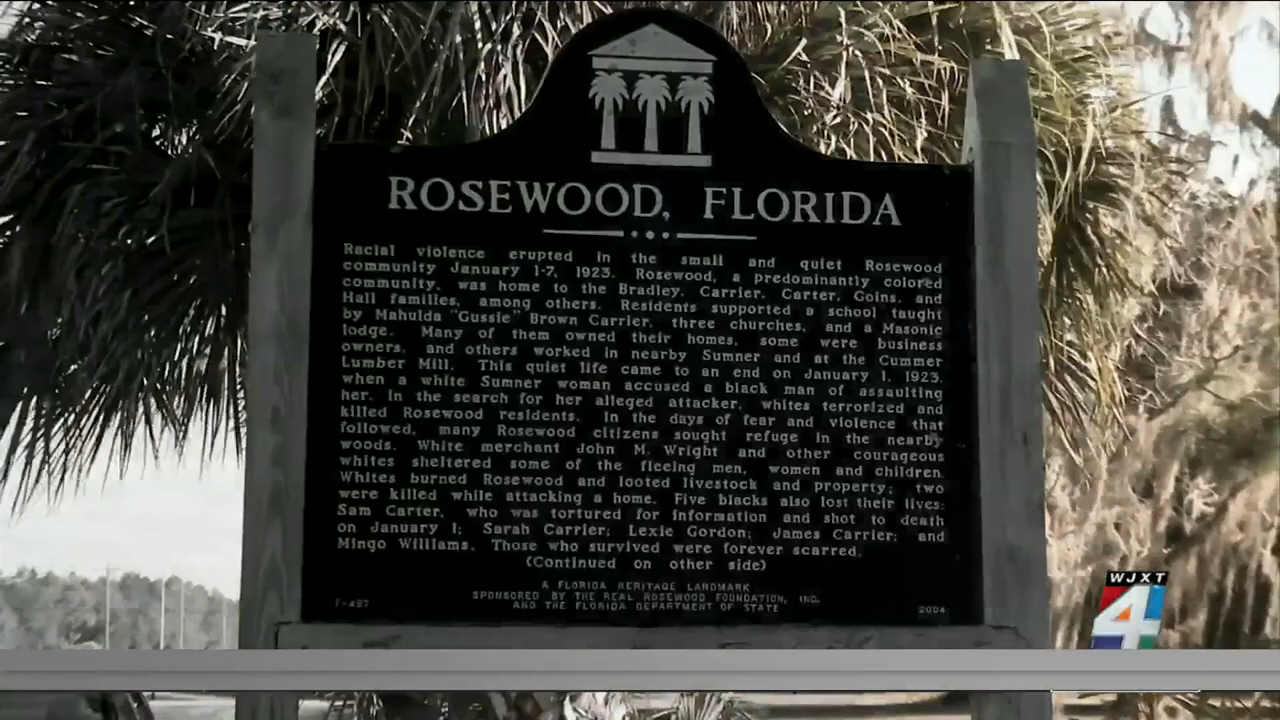 ROSEWOOD, FLORIDA
Racial violence erupted in the small and quiet Rosewood
community January 1-7, 1923. Rosewood, a predominantly colored
community, was home to the Bradley, Carrier, Carter, Goins, and
Hall families, among others. Residents supported a school taught
by Mahulda "Gussie" Brown Carrier, three churches, and a Masonic
lodge. Many of them owned their homes, some were business
owners, and others worked in nearby Sumner and at the Cummer
Lumber Mill. This quiet life came to an end on January 1, 1923,
when a white Sumner woman accused a black man of assaulting
her. In the search for her alleged attacker, whites terrorized and
killed Rosewood residents. In the days of fear and violence that
followed, many Rosewood citizens sought refuge in the nearby
woods. White merchant John M. Wright and other courageous
whites sheltered some of the fleeing men, women and children.
Whites burned Rosewood and looted livestock and property; two
were killed while attacking a home. Five blacks also lost their lives:
Sam Carter, who was tortured for information and shot to death
on January 1; Sarah Carrier; Lexie Gordon; James Carrier; and
Mingo Williams. Those who survived were forever scarred.
(Continued on other side)
A FLORIDA HERITAGE LANDMARK
SPONSORED BY THE REAL ROSEWOOD FOUNDATION, INC.
AND THE FLORIDA DEPARTMENT OF STATE
F-497
2004
WJXT
4